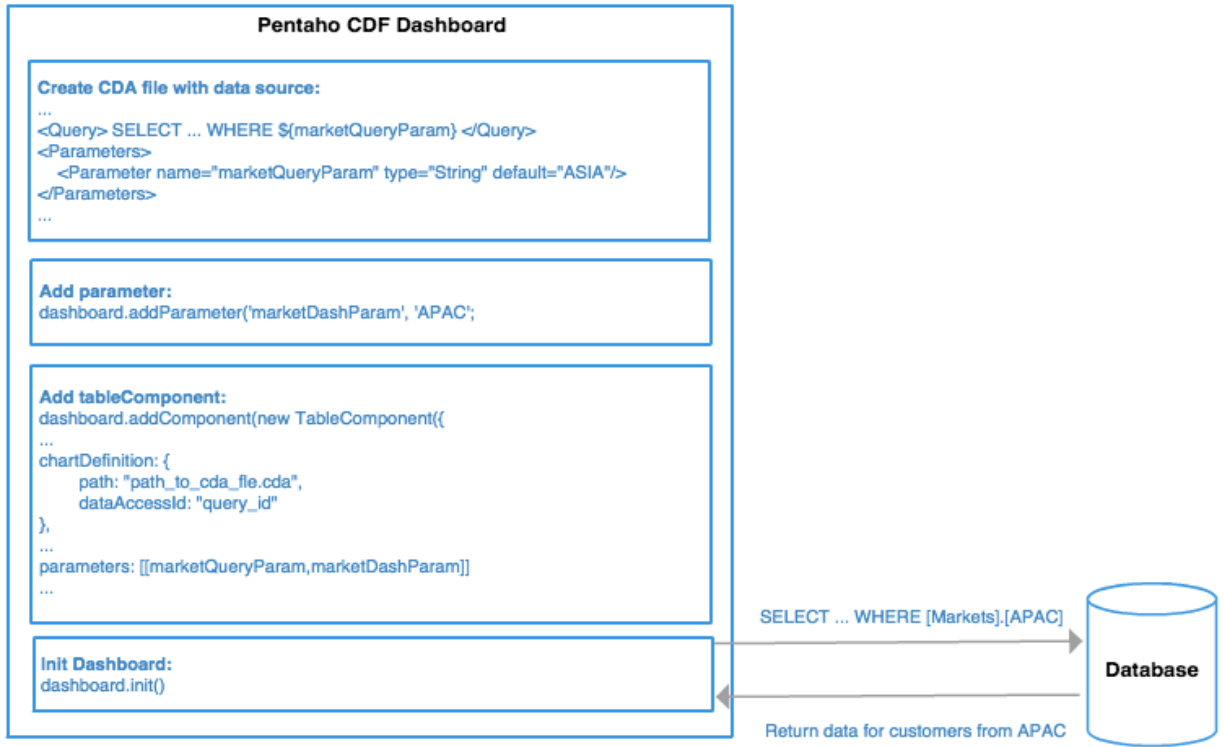 Pentaho CDF Dashboard
Create CDA file with data source:
...
<Query> SELECT ... WHERE ${marketQueryParam} </Query>
<Parameters>
<Parameter name="marketQueryParam" type="String" default="ASIA"/>
</Parameters>
...
Add parameter:
dashboard.addParameter('marketDashParam', 'APAC';
Add tableComponent:
dashboard.addComponent(new TableComponent({
...
chartDefinition: {
path: "path_to_cda_fle.cda",
dataAccessId: "query_id"
},
...
parameters: [[marketQueryParam,marketDashParam]]
...
Init Dashboard:
dashboard.init()
SELECT ... WHERE [Markets].[APAC]
Database
Return data for customers from APAC